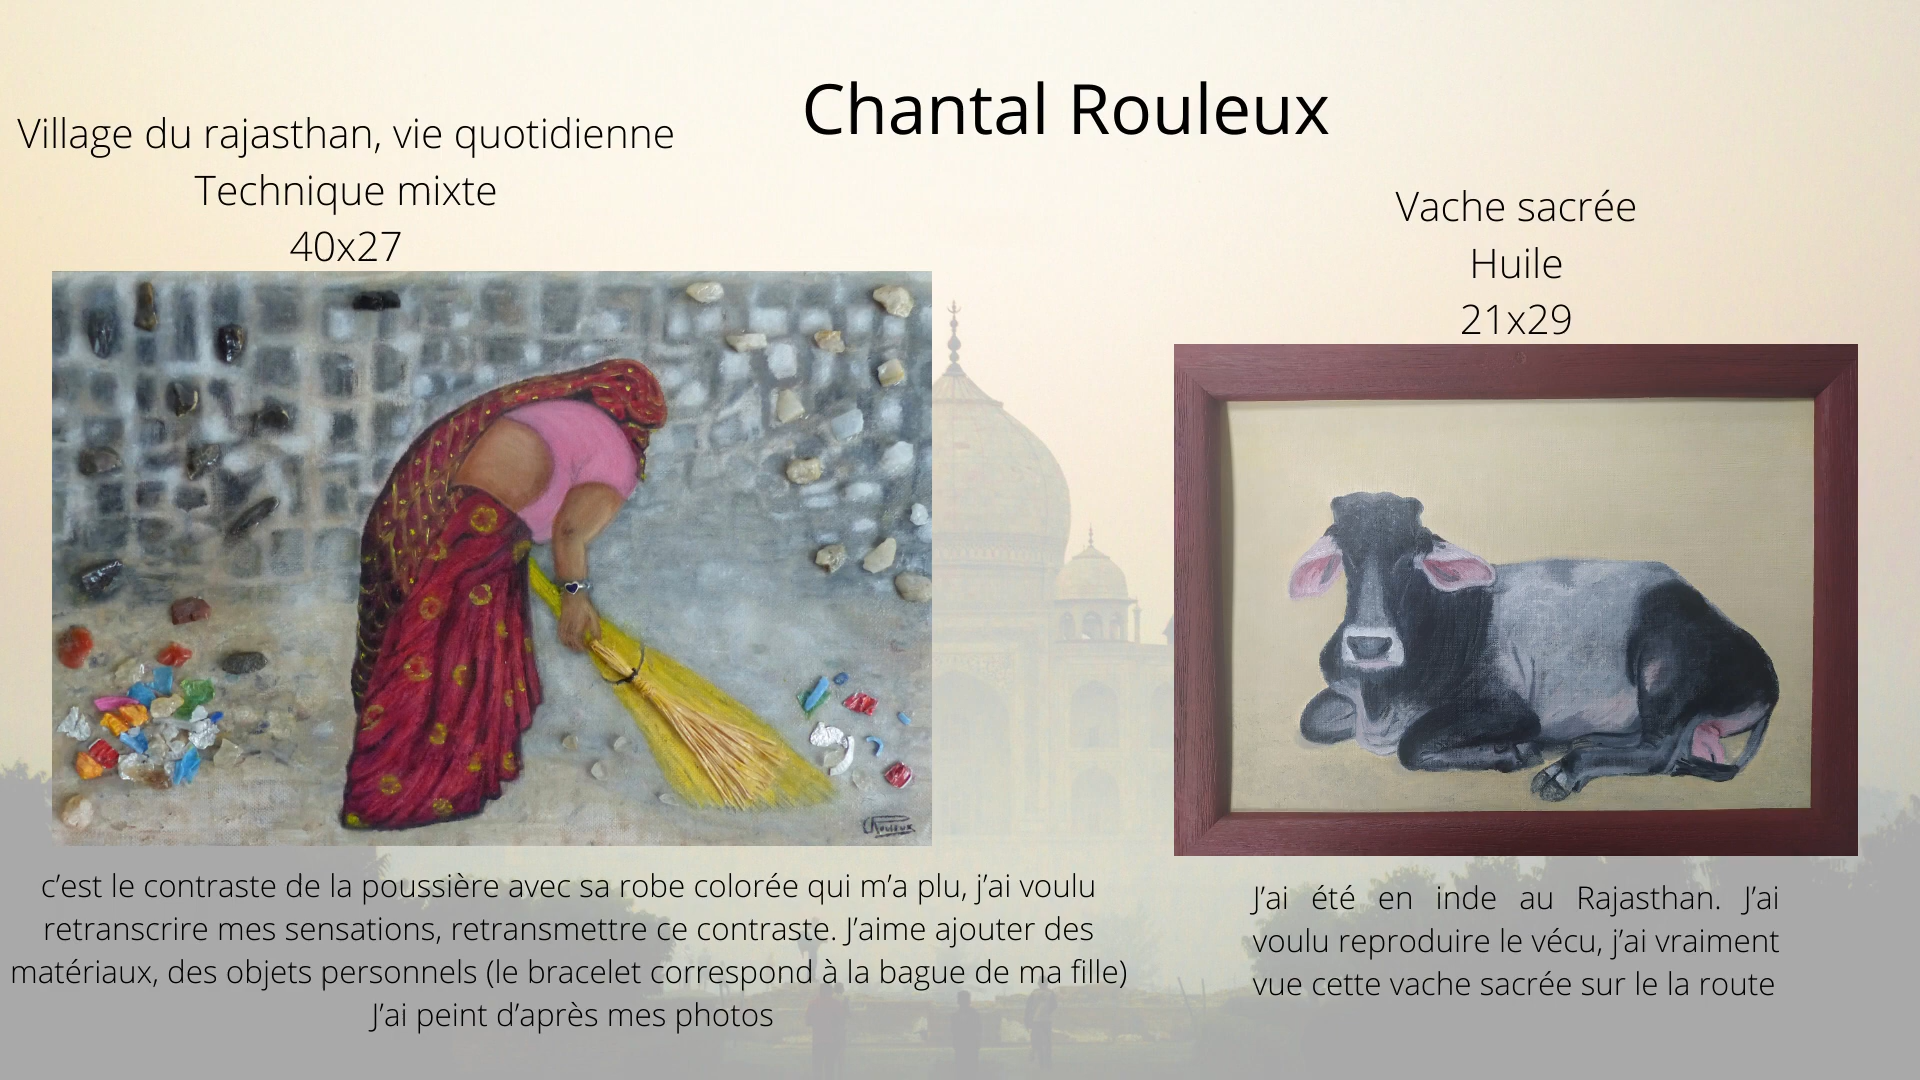 Chantal Rouleux
Village du rajasthan, vie quotidienne
Technique mixte
40x27
CRouleux
c’est le contraste de la poussière avec sa robe colorée qui m’a plu, j’ai voulu
retranscrire mes sensations, retransmettre ce contraste. J’aime ajouter des
matériaux, des objets personnels (le bracelet correspond à la bague de ma fille)
J’ai peint d’après mes photos
Vache sacrée
Huile
21x29
J’ai été en inde au Rajasthan. J’ai
voulu reproduire le vécu, j’ai vraiment
vue cette vache sacrée sur le la route